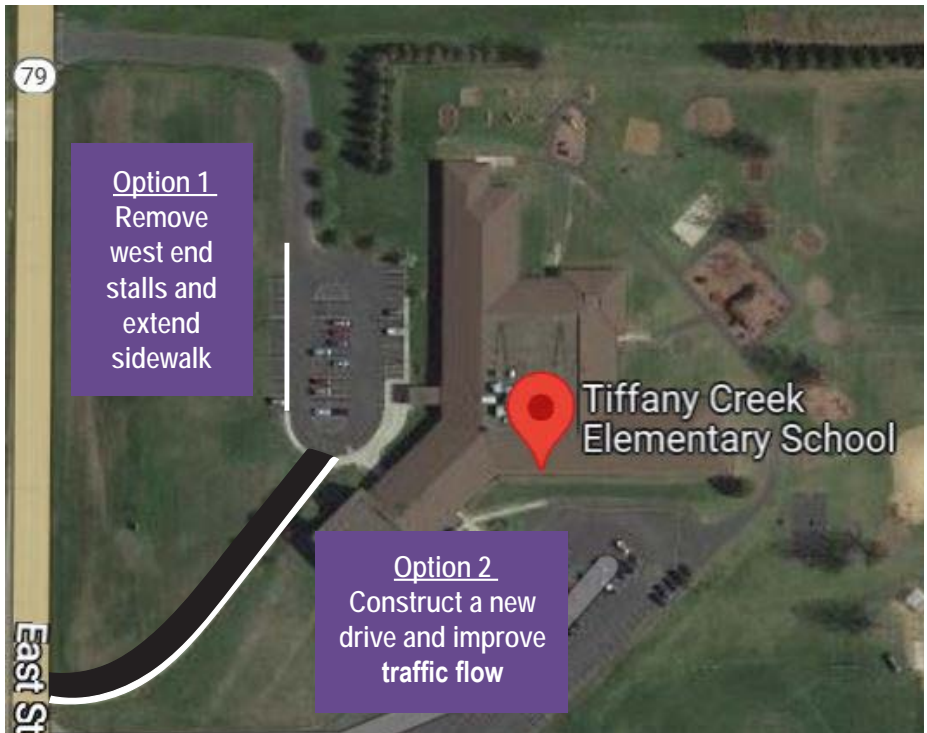 79
Option 1
Remove
west end
stalls and
extend
sidewalk
Tiffany Creek
Elementary School
Option 2
Construct a new
drive and improve
traffic flow
East St